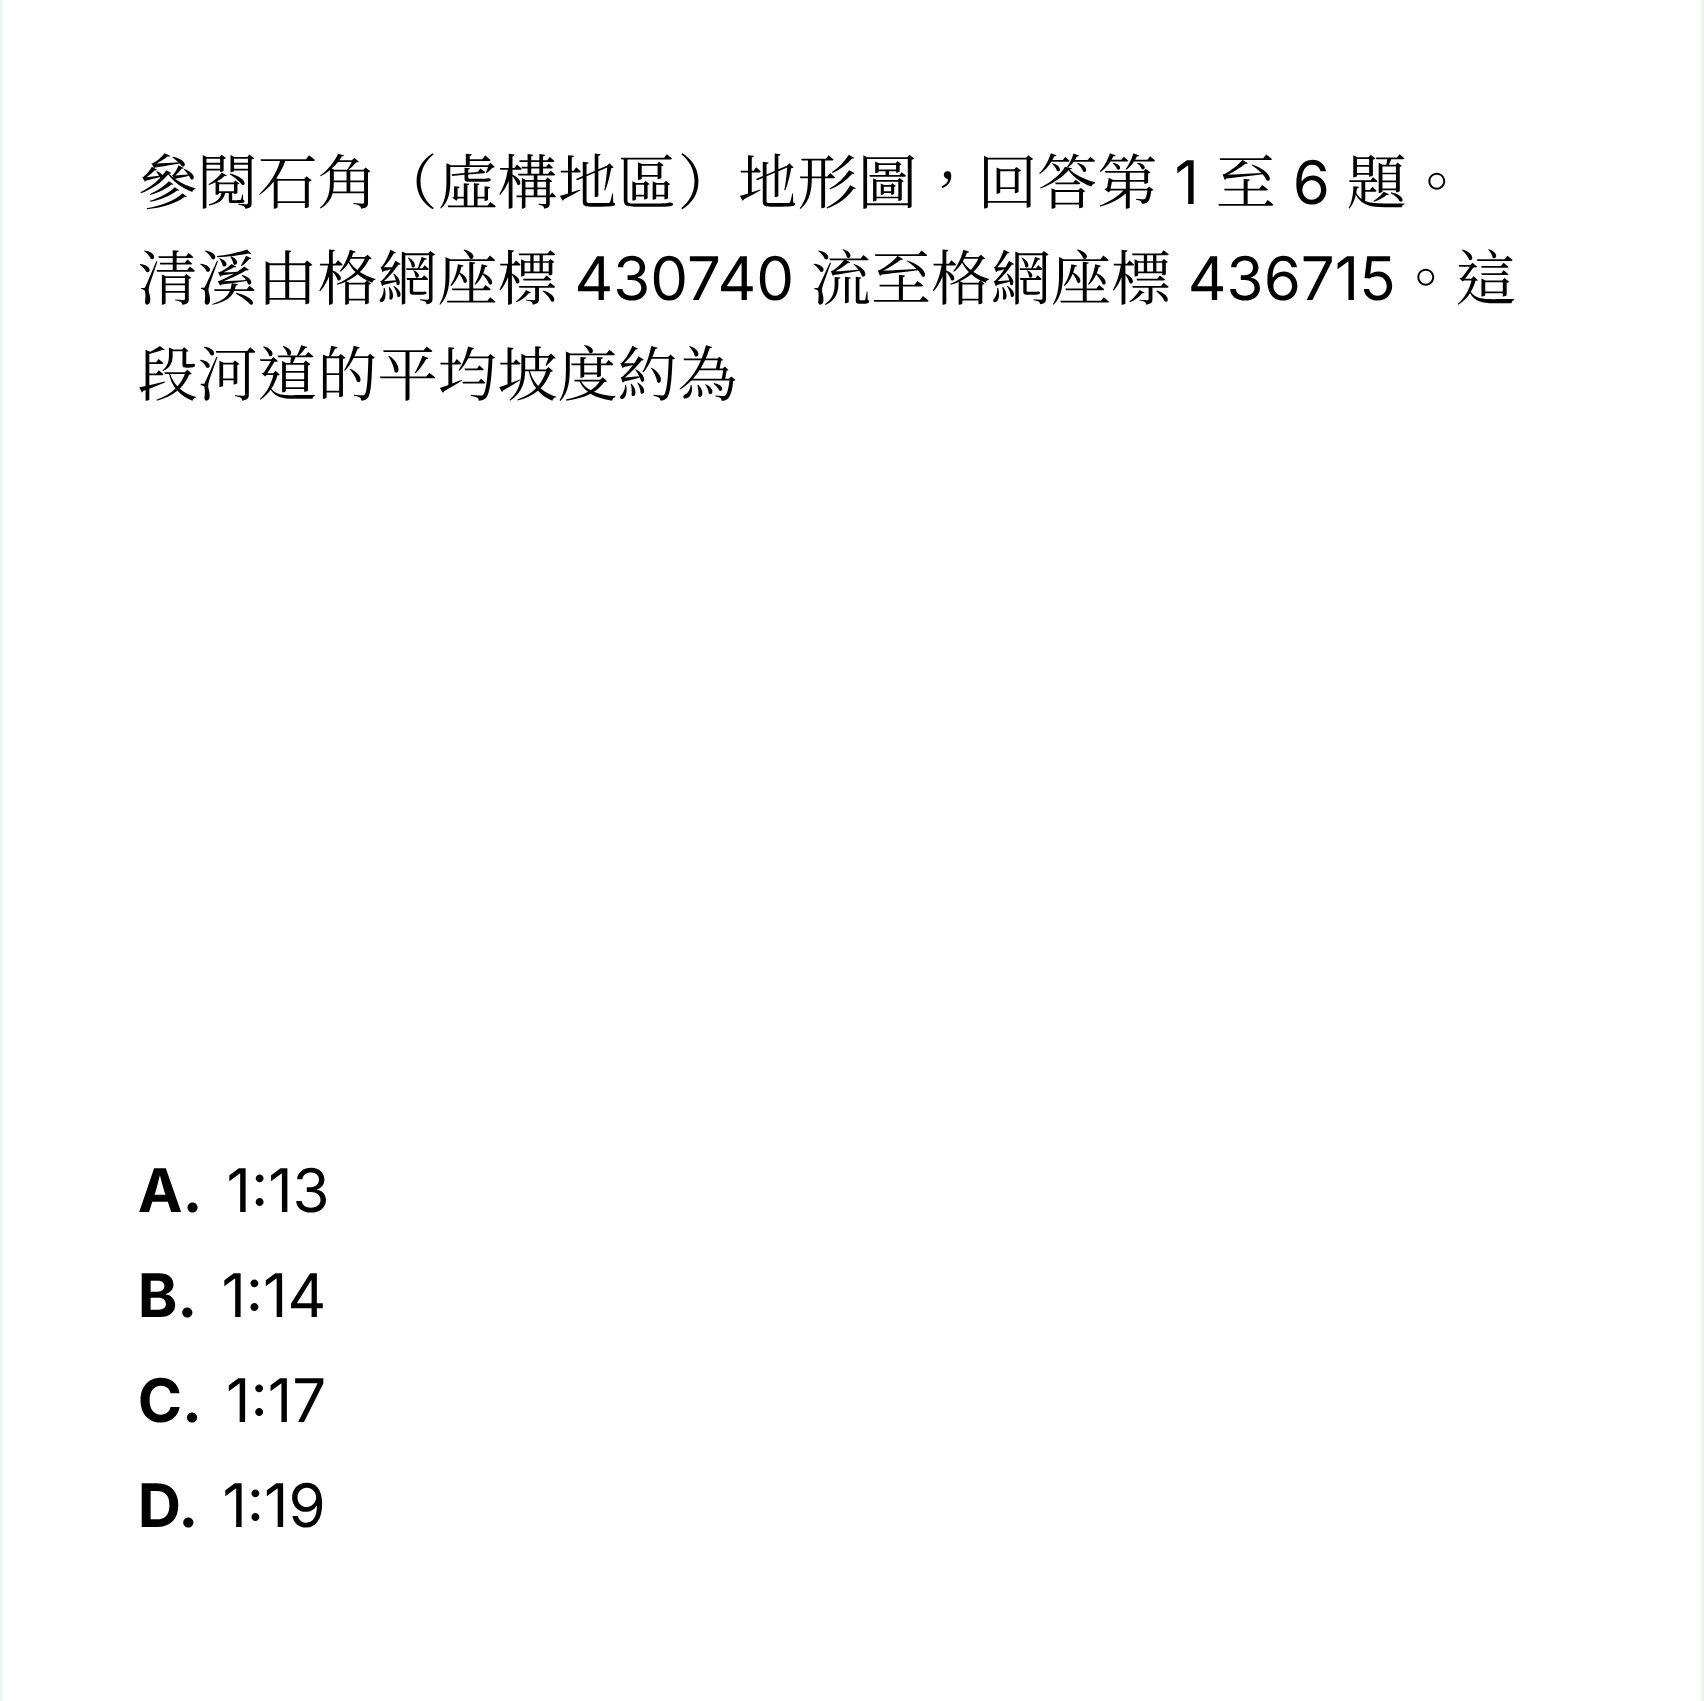 參閱石角（虛構地區）地形圖，回答第 1 至 6 題。
清溪由格網座標 430740 流至格網座標 436715。這
段河道的平均坡度約為
A. 1:13
B. 1:14
C. 1:17
D. 1:19